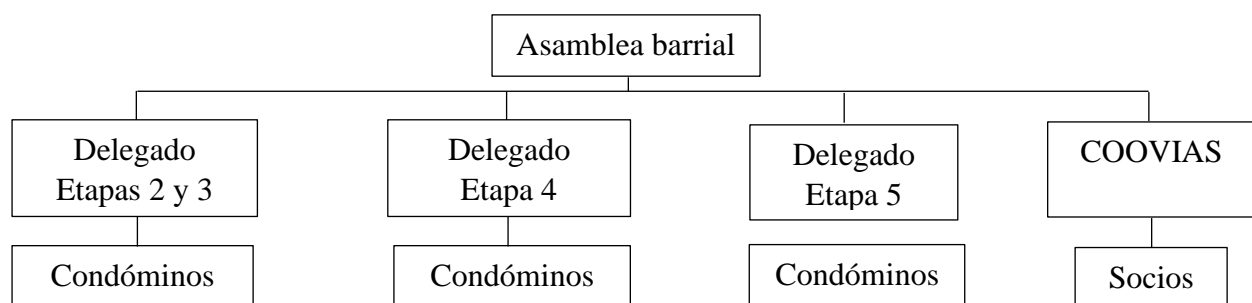 Asamblea barrial
Delegado
Etapas 2 y 3
Delegado
Etapa 4
Delegado
Etapa 5
COOVIAS
Condóminos
Condóminos
Condóminos
Socios